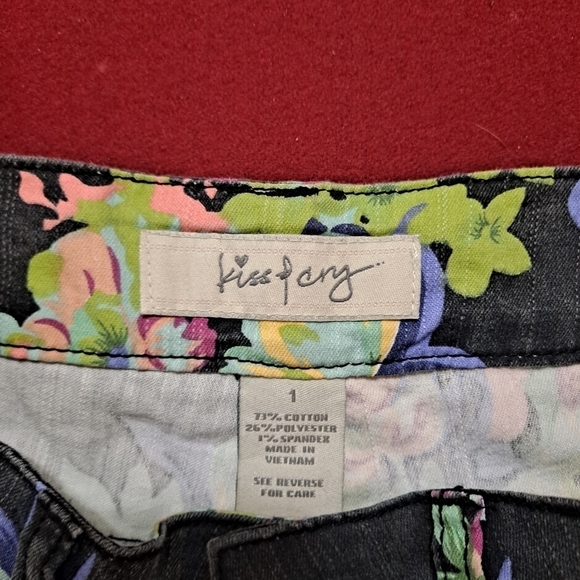 kiss & cry
1
73% COTTON
26% POLYESTER
1% SPANDEX
MADE IN
VIETNAM
SEE REVERSE
FOR CARE